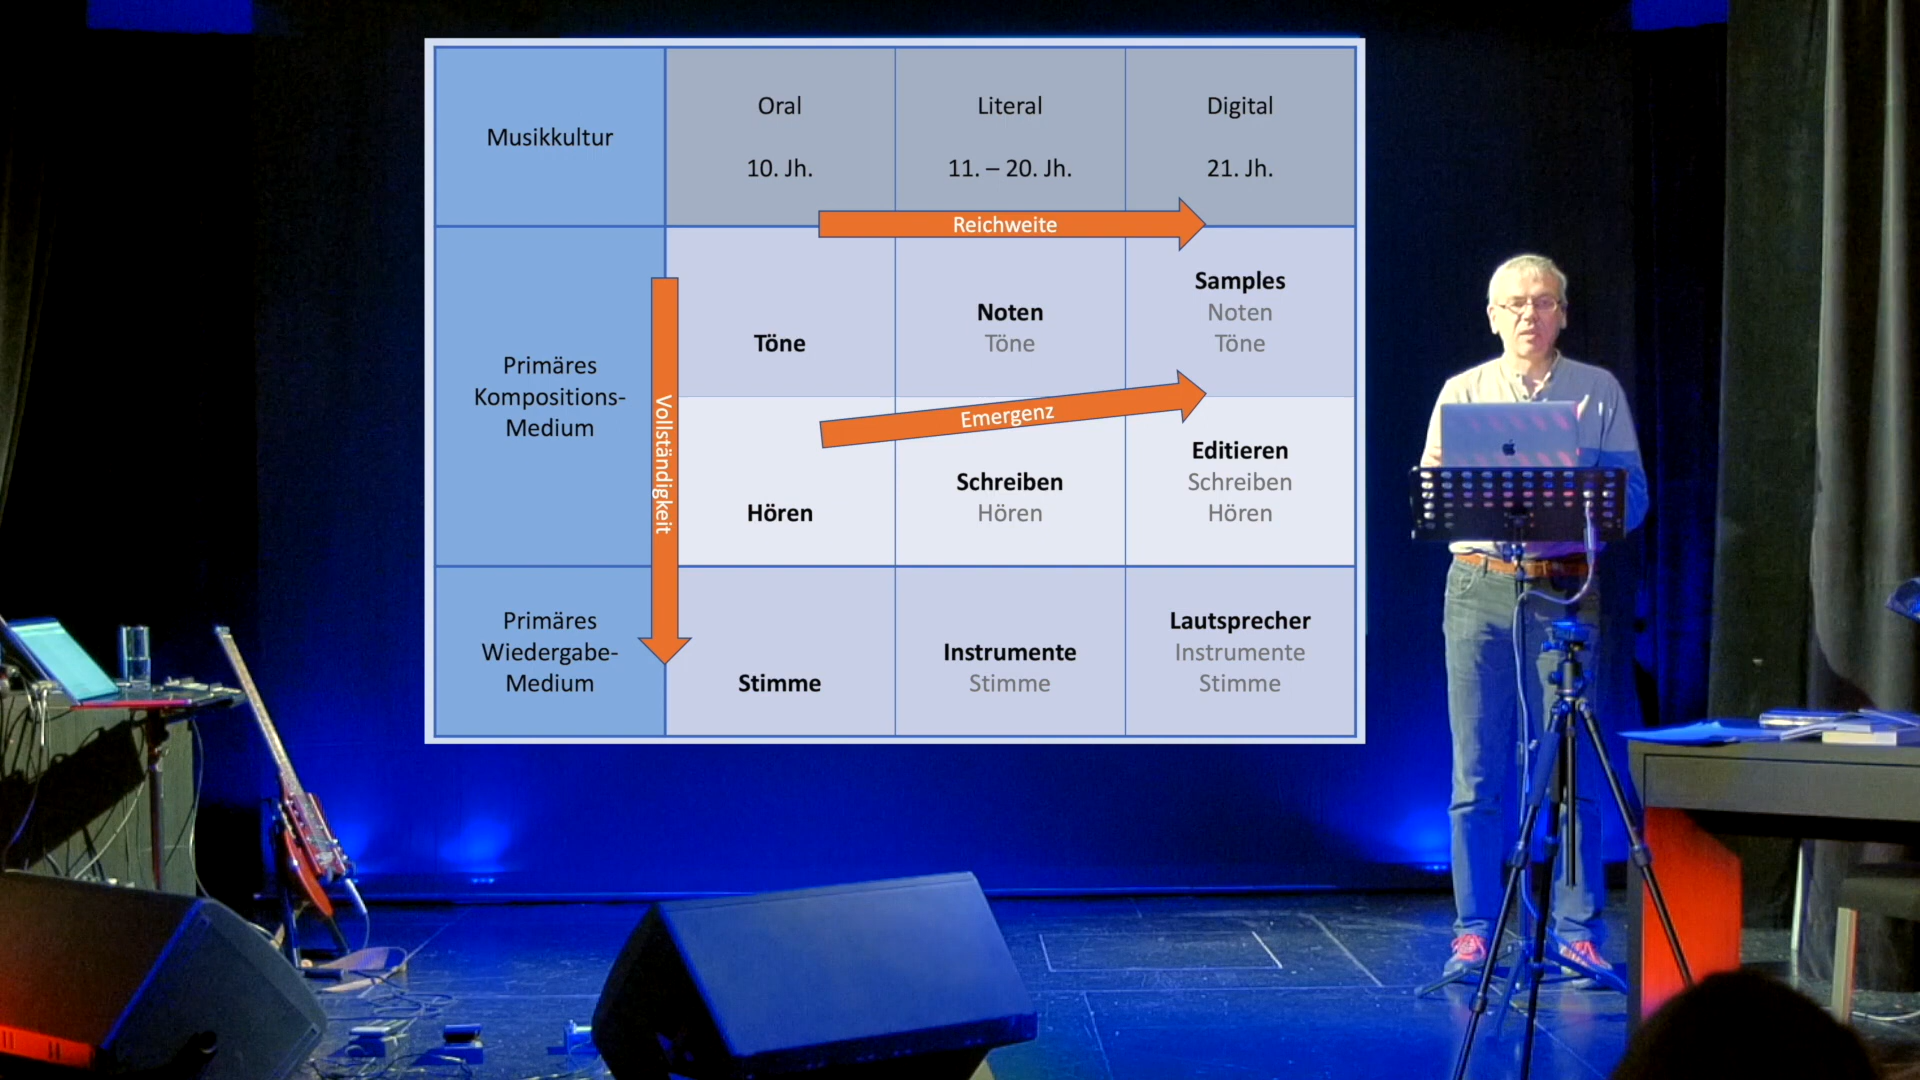 Musikkultur
Oral
10. Jh.
Literal
11. – 20. Jh.
Digital
21. Jh.
Reichweite
Vollständigkeit
Primäres
Kompositions-
Medium
Töne
Noten
Töne
Samples
Noten
Töne
Emergenz
Hören
Schreiben
Hören
Editieren
Schreiben
Hören
Primäres
Wiedergabe-
Medium
Stimme
Instrumente
Stimme
Lautsprecher
Instrumente
Stimme